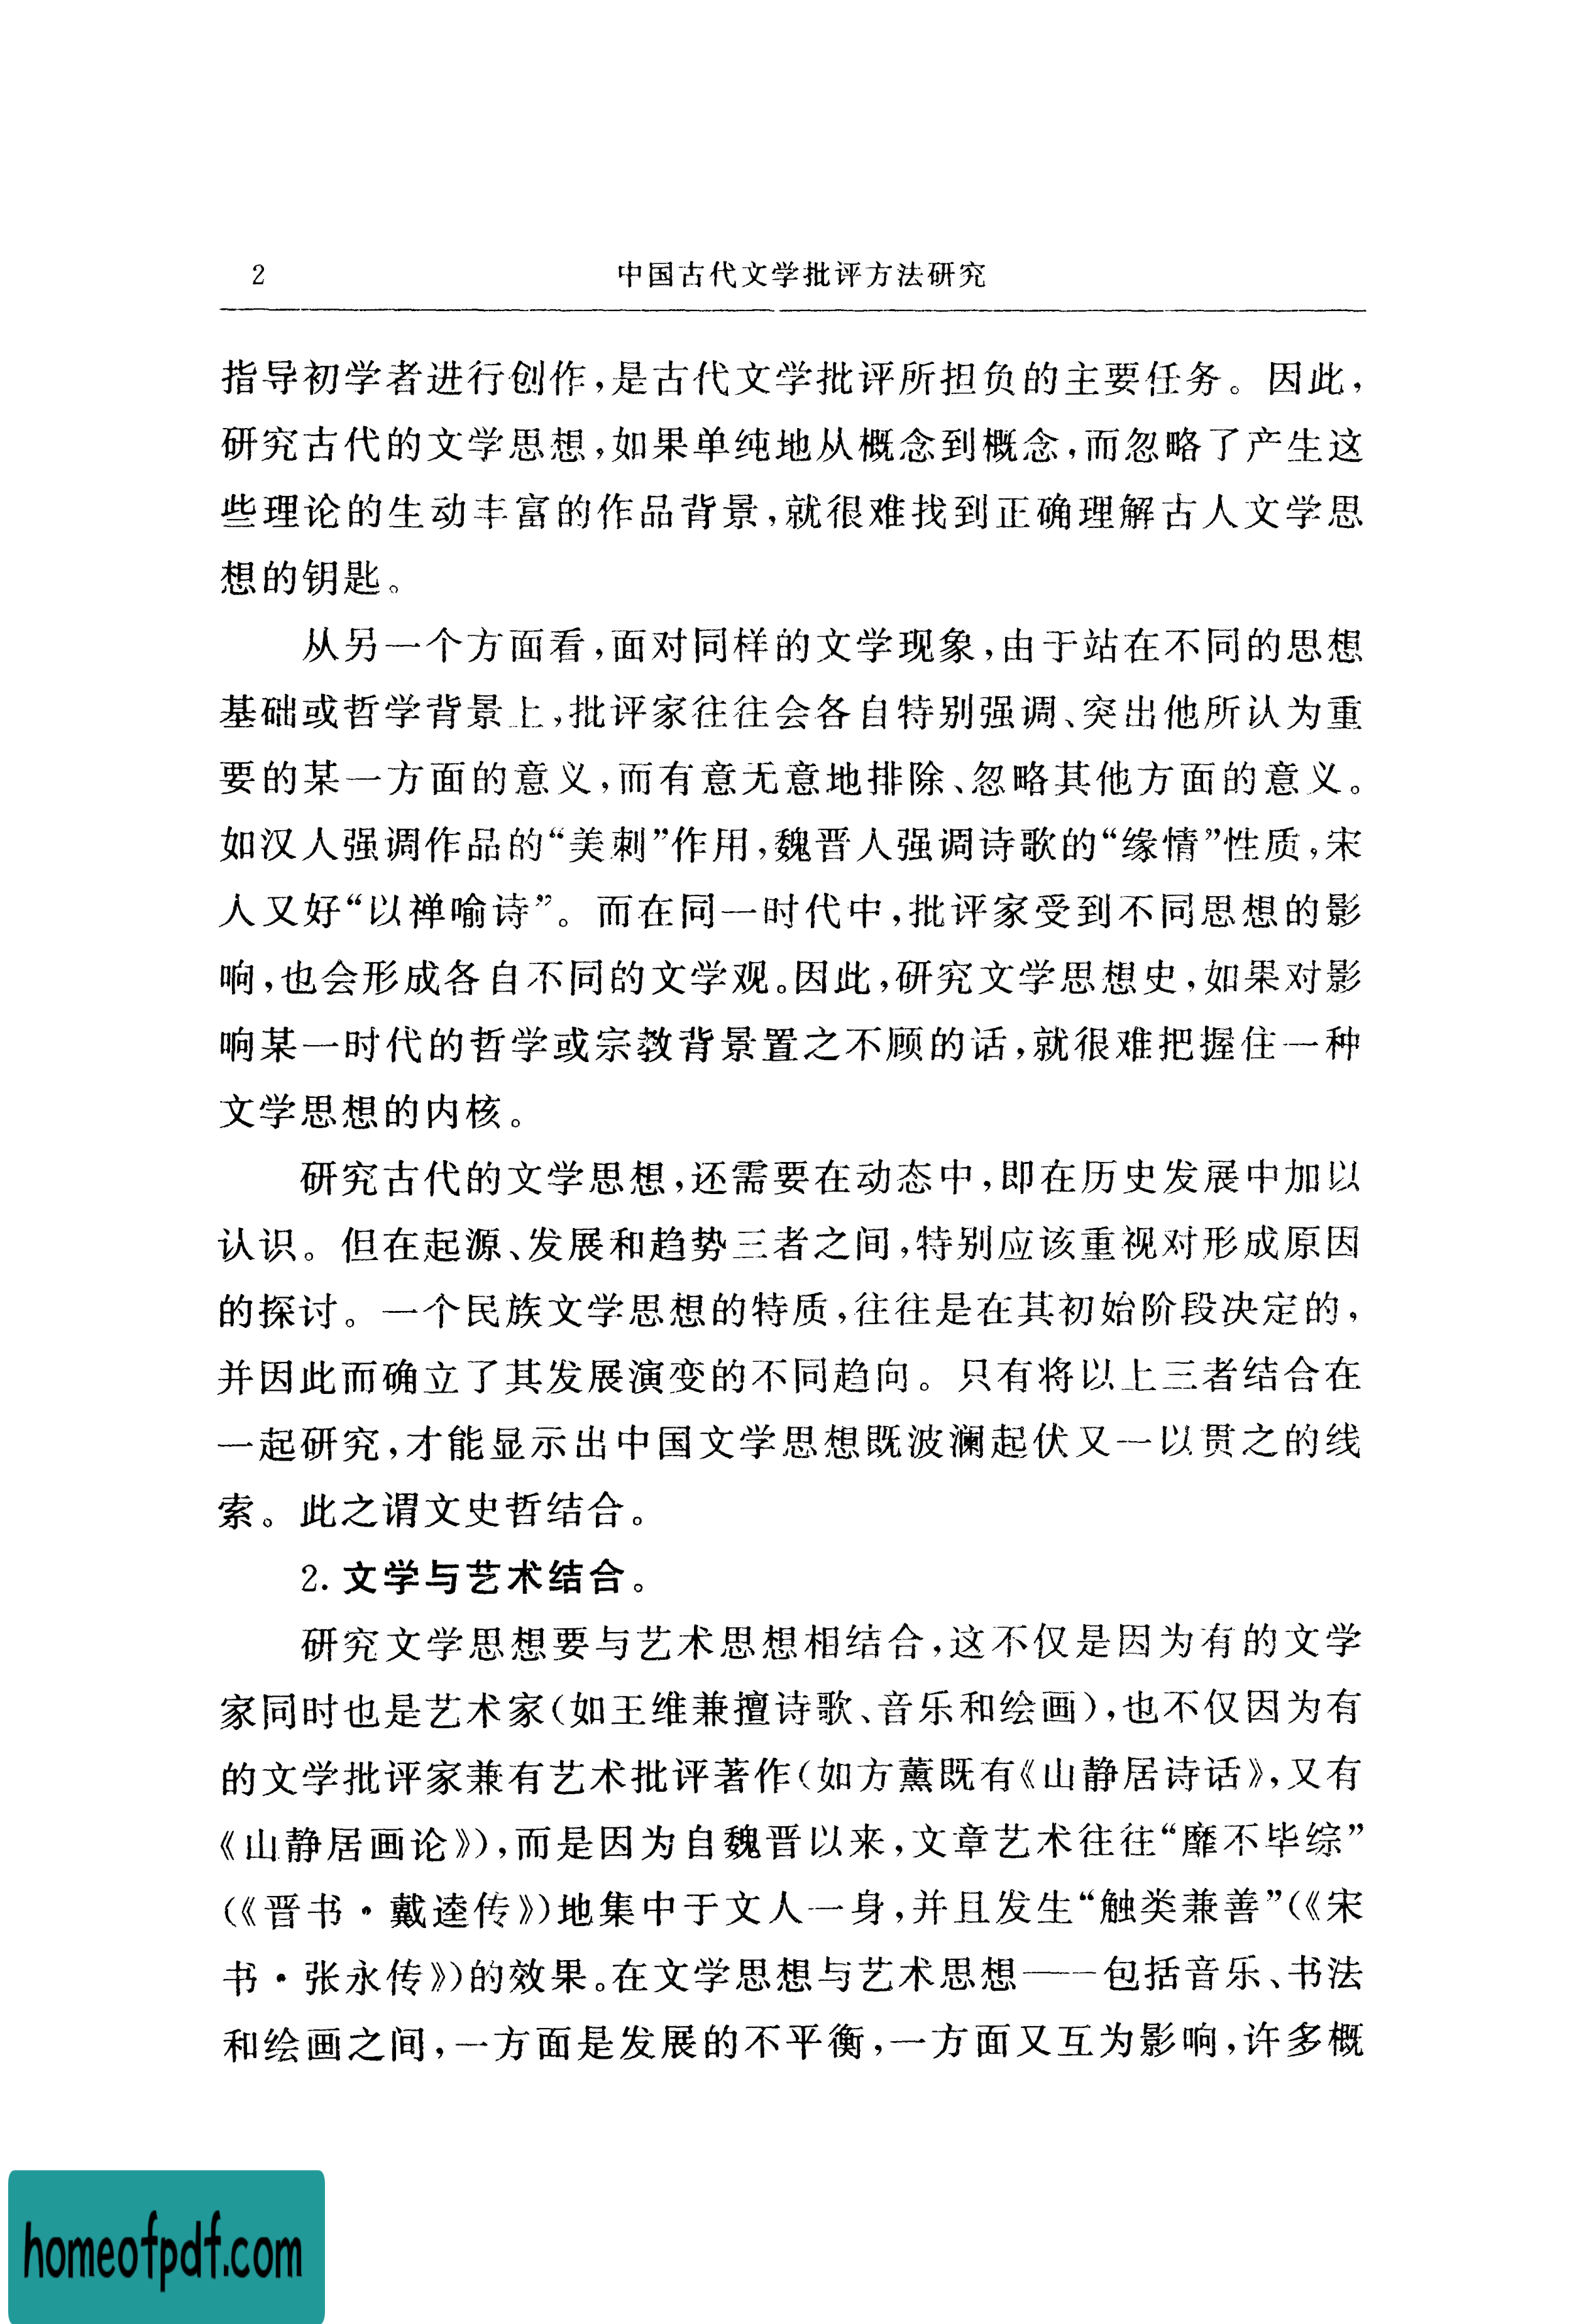 2 中国古代文学批评方法研究
指导初学者进行创作,是古代文学批评所担负的主要任务。因此,
研究古代的文学思想,如果单纯地从概念到概念,而忽略了产生这
些理论的生动丰富的作品背景,就很难找到正确理解古人文学思
想的钥匙。
从另一个方面看,面对同样的文学现象,由于站在不同的思想
基础或哲学背景上,批评家往往会各自特别强调、突出他所认为重
要的某一方面的意义,而有意无意地排除、忽略其他方面的意义。
如汉人强调作品的“美刺”作用,魏晋人强调诗歌的“缘情”性质,宋
人又好“以禅喻诗”。而在同一时代中,批评家受到不同思想的影
响,也会形成各自不同的文学观。因此,研究文学思想史,如果对影
响某一时代的哲学或宗教背景置之不顾的话,就很难把握住一种
文学思想的内核。
研究古代的文学思想,还需要在动态中,即在历史发展中加以
认识。但在起源、发展和趋势三者之间,特别应该重视对形成原因
的探讨。一个民族文学思想的特质,往往是在其初始阶段决定的,
并因此而确立了其发展演变的不同趋向。只有将以上三者结合在
一起研究,才能显示出中国文学思想既波澜起伏又一以贯之的线
索。此之谓文史哲结合。
2. 文学与艺术结合。
研究文学思想要与艺术思想相结合,这不仅是因为有的文学
家同时也是艺术家(如王维兼擅诗歌、音乐和绘画),也不仅因为有
的文学批评家兼有艺术批评著作(如方薰既有《山静居诗话》,又有
《山静居画论》),而是因为自魏晋以来,文章艺术往往“靡不毕综”
(《晋书·戴逵传》)地集中于文人一身,并且发生“触类兼善”(《宋
书·张永传》)的效果。在文学思想与艺术思想——包括音乐、书法
和绘画之间,一方面是发展的不平衡,一方面又互为影响,许多概
homeofpdf.com